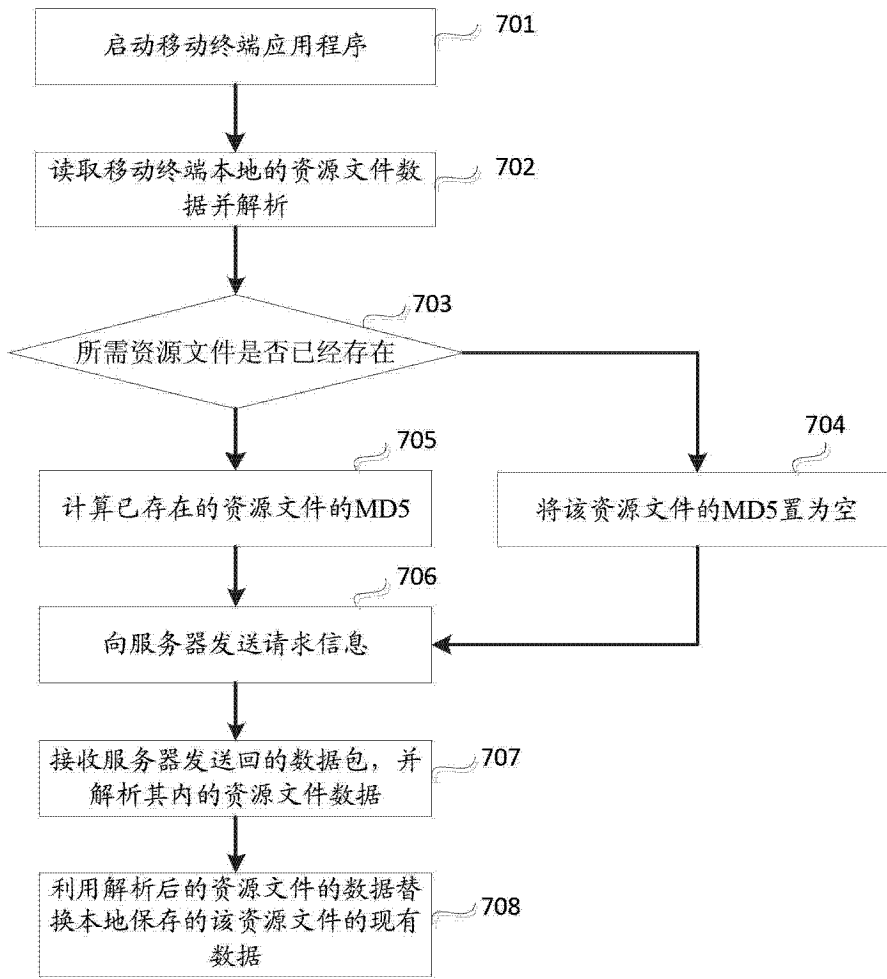 启动移动终端应用程序
701
读取移动终端本地的资源文件数
据并解析
702
703
所需资源文件是否已经存在
705
计算已存在的资源文件的MD5
704
将该资源文件的MD5置为空
706
向服务器发送请求信息
接收服务器发送回的数据包，并
解析其内的资源文件数据
707
利用解析后的资源文件的数据替
换本地保存的该资源文件的现有
数据
708